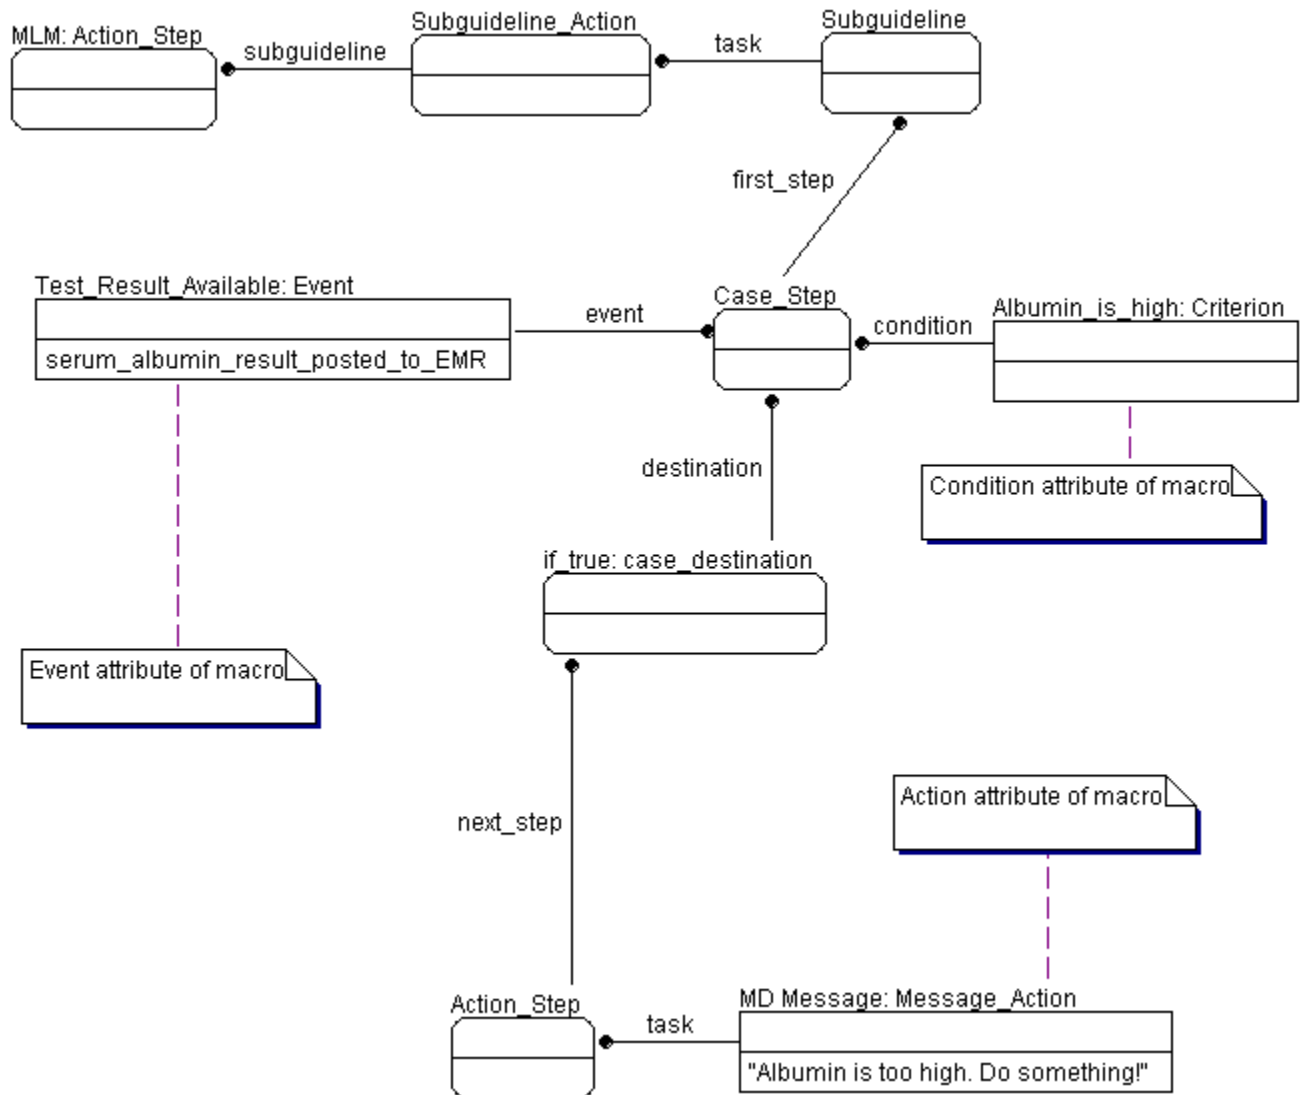 MLM: Action_Step
Subguideline_Action
Subguideline
subguideline
task
first_step
Test_Result_Available: Event
serum_albumin_result_posted_to_EMR
event
Case_Step
condition
Albumin_is_high: Criterion
destination
Condition attribute of macro
if_true: case_destination
Event attribute of macro
next_step
Action attribute of macro
Action_Step
task
MD Message: Message_Action
"Albumin is too high. Do something!"